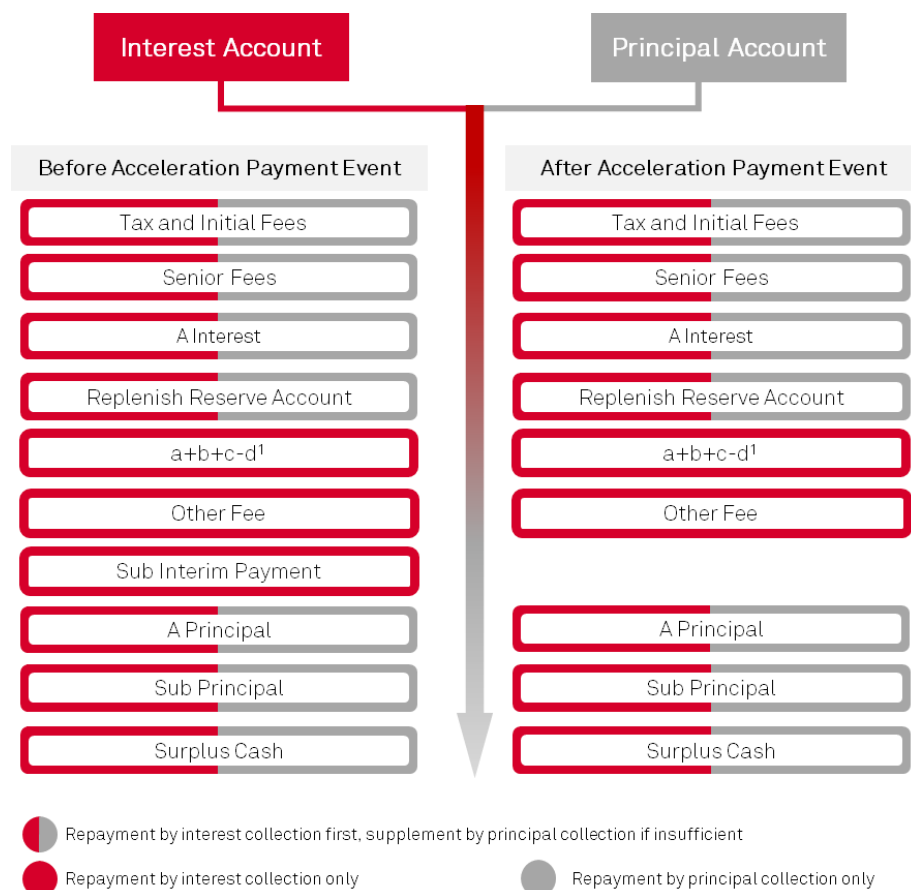 Interest Account
Principal Account
Before Acceleration Payment Event
After Acceleration Payment Event
Tax and Initial Fees
Tax and Initial Fees
Senior Fees
Senior Fees
A Interest
A Interest
Replenish Reserve Account
Replenish Reserve Account
a+b+c-d¹
a+b+c-d¹
Other Fee
Other Fee
Sub Interim Payment
A Principal
A Principal
Sub Principal
Sub Principal
Surplus Cash
Surplus Cash
Repayment by interest collection first, supplement by principal collection if insufficient
Repayment by interest collection only
Repayment by principal collection only